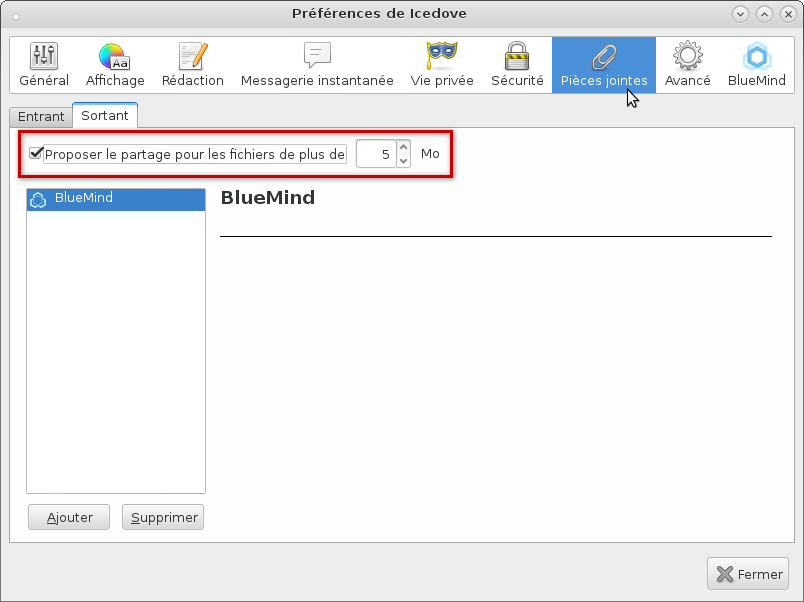 Préférences de Icedove
Général Affichage Rédaction Messagerie instantanée Vie privée Sécurité Pièces jointes Avancé BlueMind
Entrant Sortant
Proposer le partage pour les fichiers de plus de 5 Mo
BlueMind
BlueMind
Ajouter Supprimer
Fermer